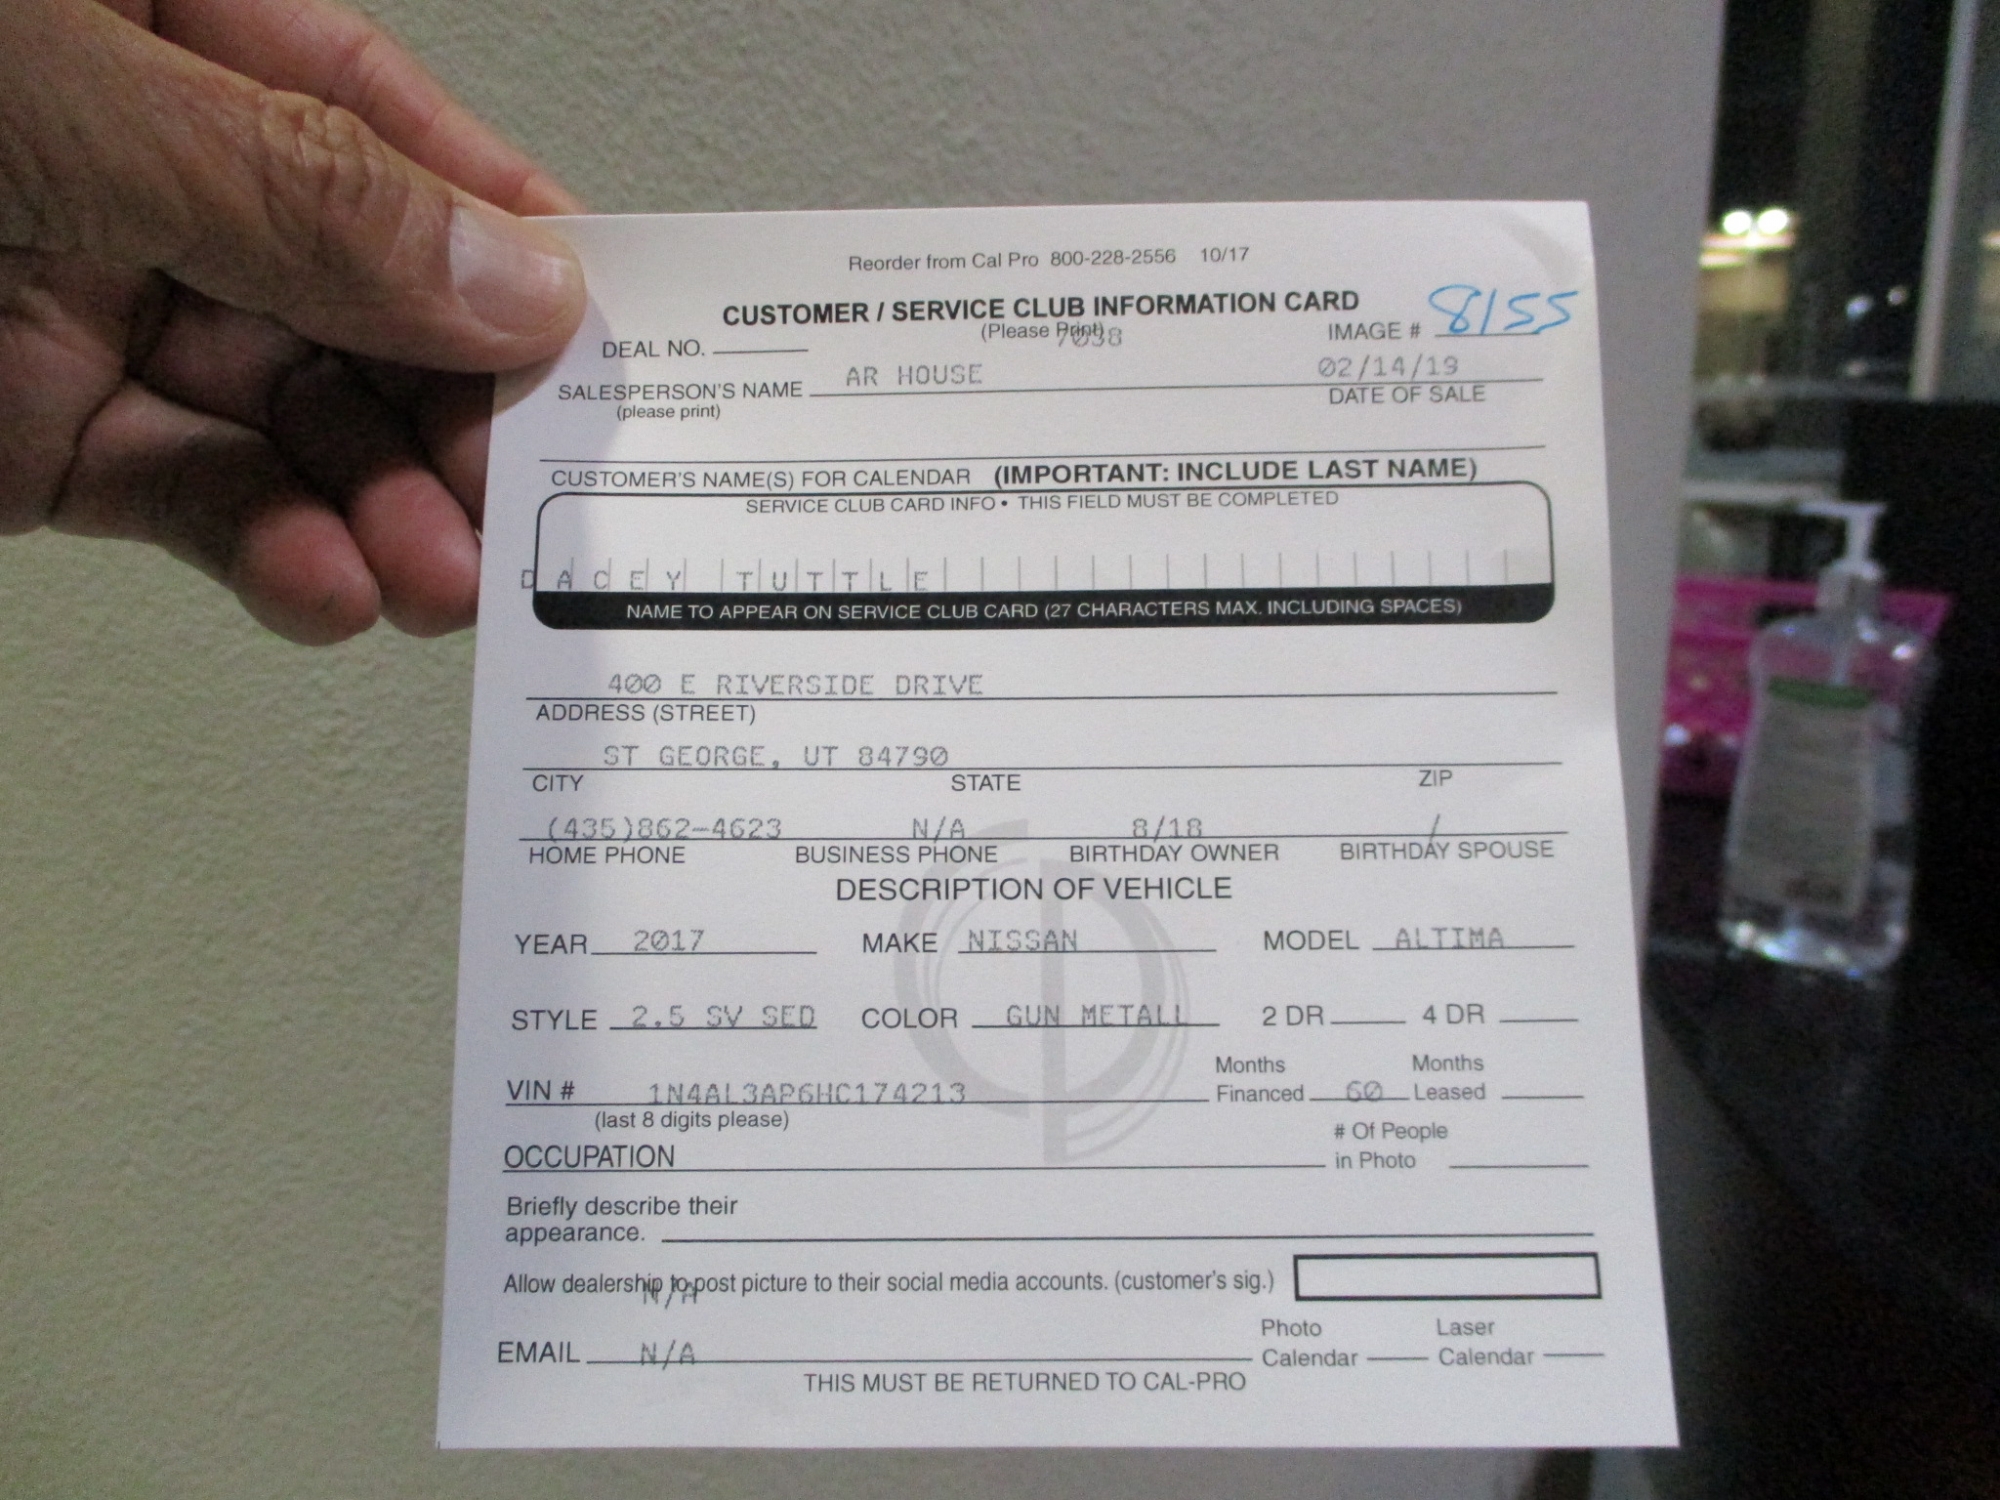 Reorder from Cal Pro 800-228-2556 10/17
CUSTOMER / SERVICE CLUB INFORMATION CARD
(Please Print) 7098
IMAGE # 8155
DEAL NO.
AR HOUSE 02/14/19
SALESPERSON'S NAME DATE OF SALE
(please print)
CUSTOMER'S NAME(S) FOR CALENDAR (IMPORTANT: INCLUDE LAST NAME)
SERVICE CLUB CARD INFO • THIS FIELD MUST BE COMPLETED
DACEY TUTTLE
NAME TO APPEAR ON SERVICE CLUB CARD (27 CHARACTERS MAX. INCLUDING SPACES)
400 E RIVERSIDE DRIVE
ADDRESS (STREET)
ST GEORGE, UT 84790
CITY STATE ZIP
(435)862-4623 N/A 8/18 /
HOME PHONE BUSINESS PHONE BIRTHDAY OWNER BIRTHDAY SPOUSE
DESCRIPTION OF VEHICLE
YEAR 2017 MAKE NISSAN MODEL ALTIMA
STYLE 2.5 SV SED COLOR GUN METALL 2 DR 4 DR
VIN # 1N4AL3AP6HC174213 Months Financed 60 Months Leased
(last 8 digits please)
OCCUPATION # Of People in Photo
Briefly describe their
appearance.
Allow dealership to post picture to their social media accounts. (customer's sig.)
N/A
EMAIL N/A Photo Calendar Laser Calendar
THIS MUST BE RETURNED TO CAL-PRO